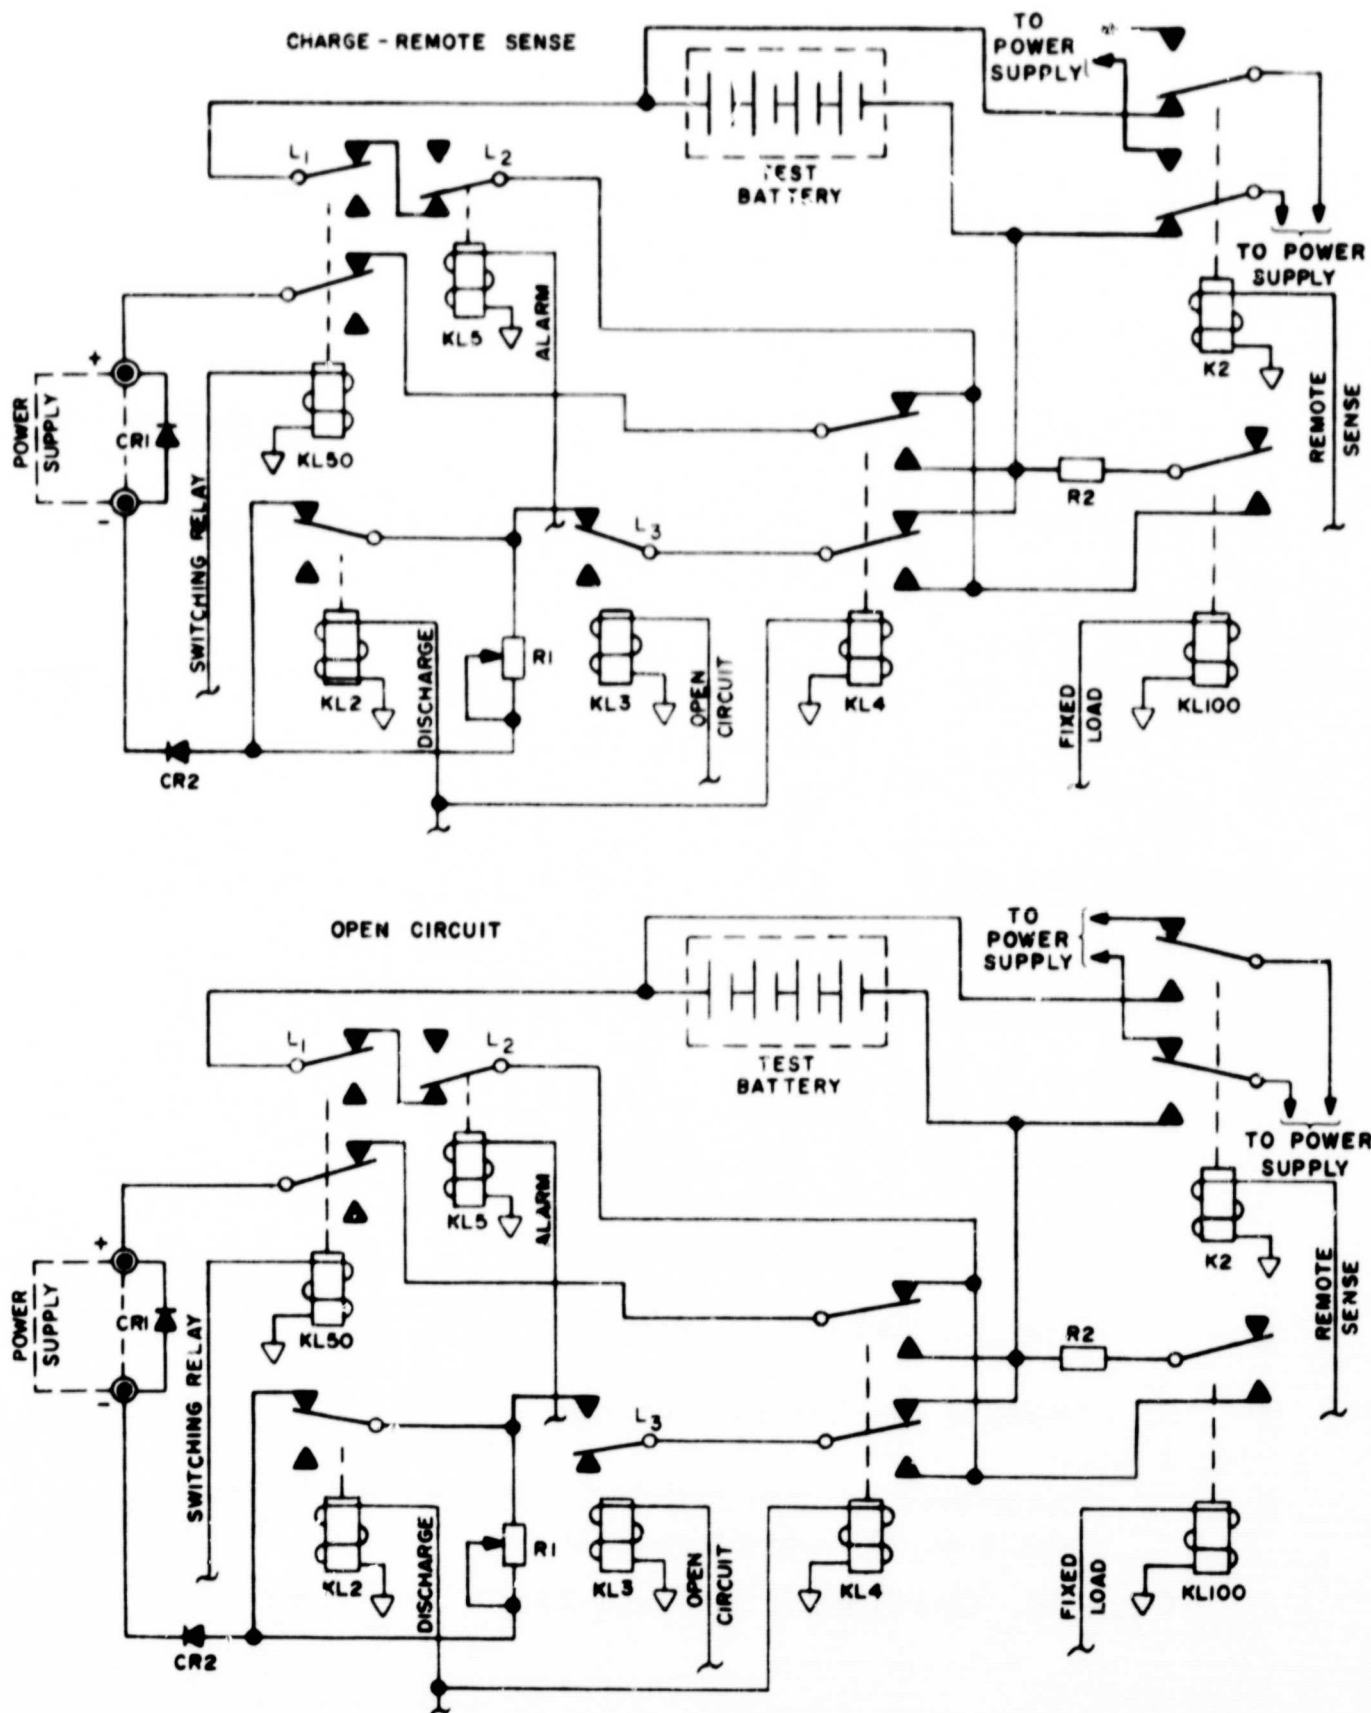 CHARGE - REMOTE SENSE
TO
POWER
SUPPLY
L1
L2
TEST
BATTERY
TO POWER
SUPPLY
KL5
ALARM
K2
REMOTE
SENSE
+
POWER
SUPPLY
CR1
-
KL50
SWITCHING RELAY
R2
L3
KL2
DISCHARGE
R1
KL3
OPEN
CIRCUIT
KL4
FIXED
LOAD
KL100
CR2
OPEN CIRCUIT
TO
POWER
SUPPLY
L1
L2
TEST
BATTERY
TO POWER
SUPPLY
KL5
ALARM
K2
REMOTE
SENSE
+
POWER
SUPPLY
CR1
-
KL50
SWITCHING RELAY
R2
L3
KL2
DISCHARGE
R1
KL3
OPEN
CIRCUIT
KL4
FIXED
LOAD
KL100
CR2